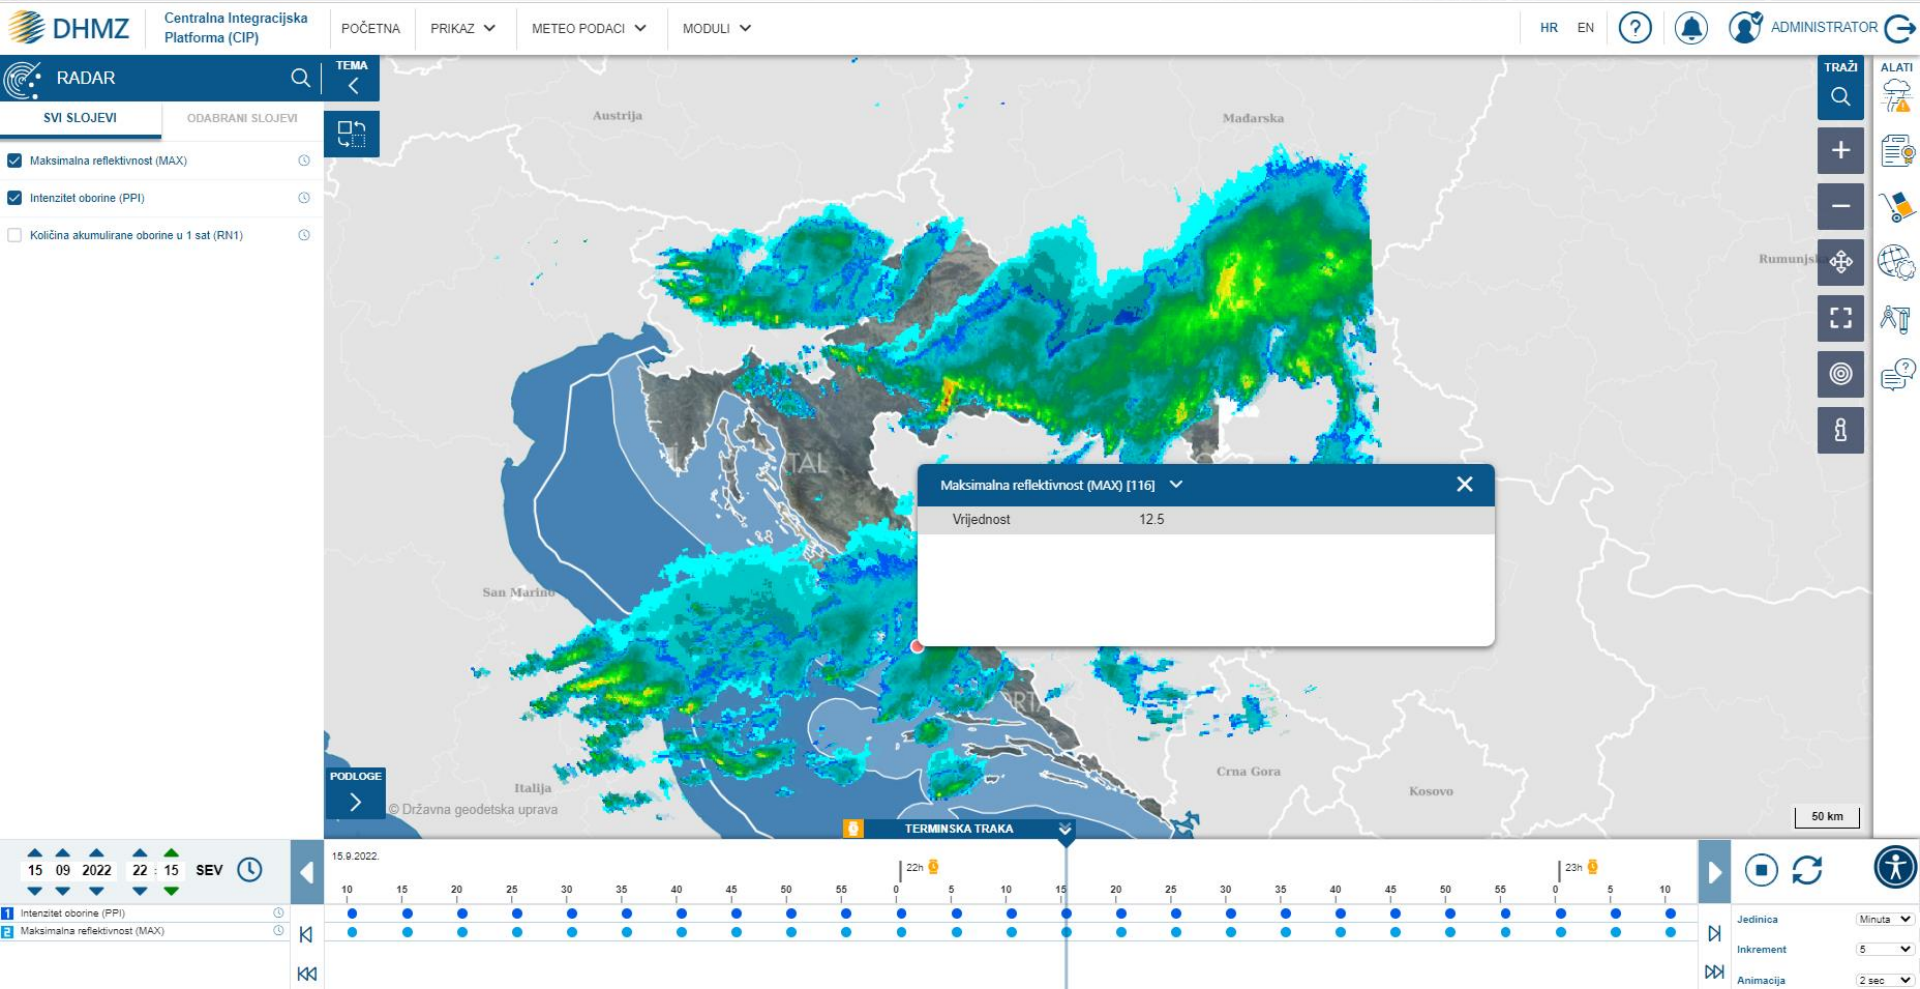 DHMZ
Centralna Integracijska
Platforma (CIP)
POČETNA
PRIKAZ
METEO PODACI
MODULI
HR
EN
?
ADMINISTRATOR
RADAR
TEMA
TRAŽI
ALATI
SVI SLOJEVI
ODABRANI SLOJEVI
Maksimalna reflektivnost (MAX)
Intenzitet oborine (PPI)
Količina akumulirane oborine u 1 sat (RN1)
Austrija
Mađarska
Rumunjsk
TAL
Maksimalna reflektivnost (MAX) [116]
Vrijednost 12.5
San Marino
Italija
Crna Gora
Kosovo
PODLOGE
© Državna geodetska uprava
50 km
TERMINSKA TRAKA
15 09 2022 22 : 15 SEV
15.9.2022.
22h
23h
10 15 20 25 30 35 40 45 50 55 0 5 10 15 20 25 30 35 40 45 50 55 0 5 10
1 Intenzitet oborine (PPI)
2 Maksimalna reflektivnost (MAX)
Jedinica Minuta
Inkrement 5
Animacija 2 sec